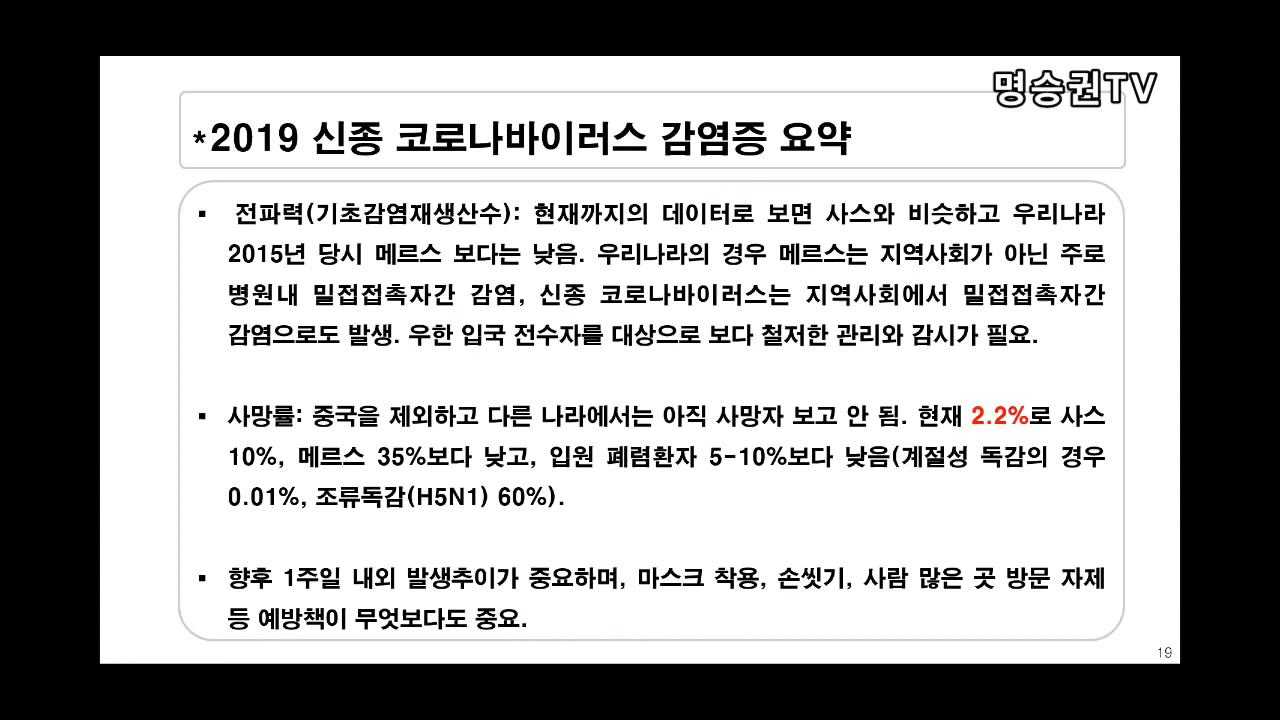 명승권TV
*2019 신종 코로나바이러스 감염증 요약
▪ 전파력(기초감염재생산수): 현재까지의 데이터로 보면 사스와 비슷하고 우리나라
2015년 당시 메르스 보다는 낮음. 우리나라의 경우 메르스는 지역사회가 아닌 주로
병원내 밀접접촉자간 감염, 신종 코로나바이러스는 지역사회에서 밀접접촉자간
감염으로도 발생. 우한 입국 전수자를 대상으로 보다 철저한 관리와 감시가 필요.
▪ 사망률: 중국을 제외하고 다른 나라에서는 아직 사망자 보고 안 됨. 현재 2.2%로 사스
10%, 메르스 35%보다 낮고, 입원 폐렴환자 5-10%보다 낮음(계절성 독감의 경우
0.01%, 조류독감(H5N1) 60%).
▪ 향후 1주일 내외 발생추이가 중요하며, 마스크 착용, 손씻기, 사람 많은 곳 방문 자제
등 예방책이 무엇보다도 중요.
19